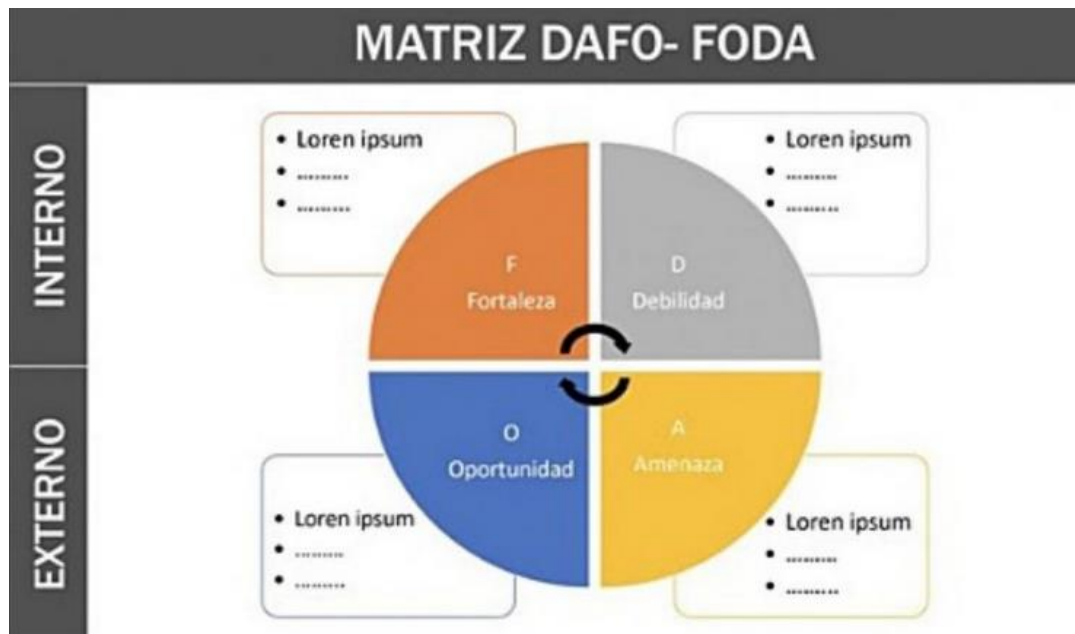 MATRIZ DAFO- FODA
INTERNO
• Loren ipsum
• .........
• .........
F
Fortaleza
• Loren ipsum
• .........
• .........
D
Debilidad
EXTERNO
O
Oportunidad
• Loren ipsum
• .........
• .........
A
Amenaza
• Loren ipsum
• .........
• .........